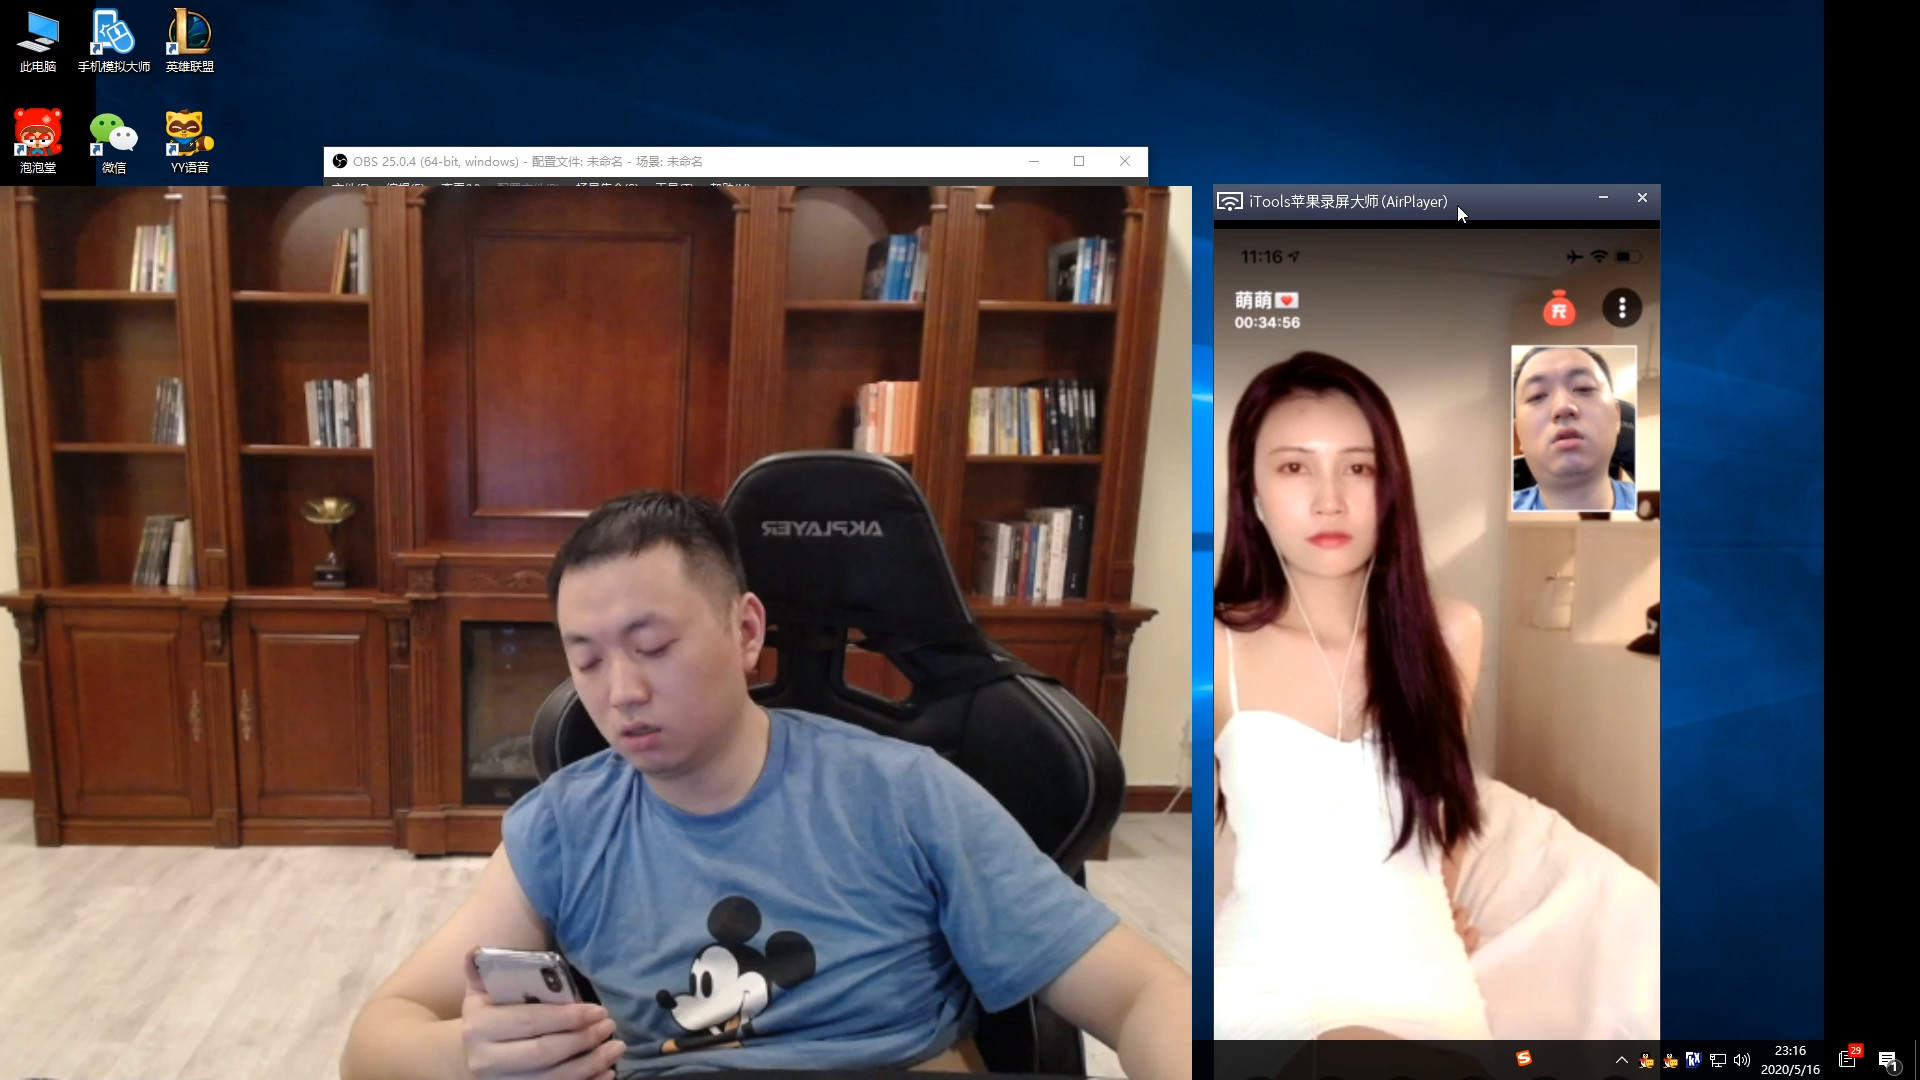 此电脑
手机模拟大师
英雄联盟
泡泡堂
微信
YY语音
OBS 25.0.4 (64-bit, windows) - 配置文件: 未命名 - 场景: 未命名
iTools苹果录屏大师(AirPlayer)
11:16
萌萌
00:34:56
充
AKPLAYER
23:16
2020/5/16
29
1